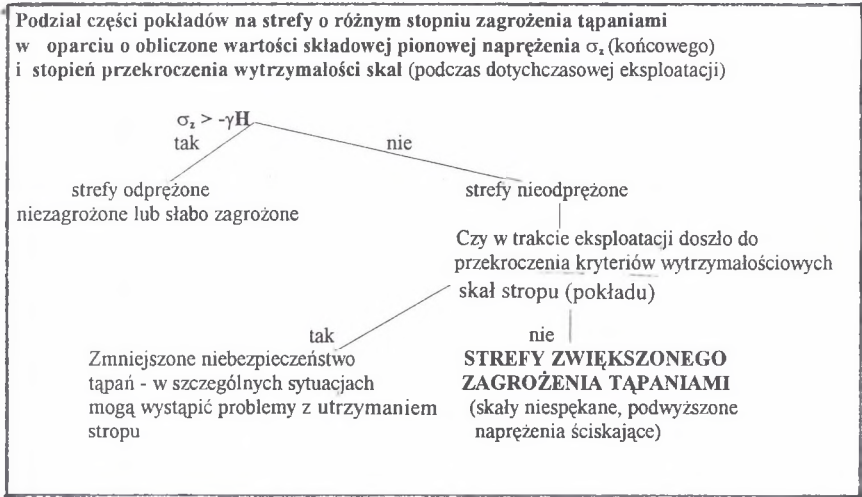 Podział części pokładów na strefy o różnym stopniu zagrożenia tąpaniami
w oparciu o obliczone wartości składowej pionowej naprężenia σz (końcowego)
i stopień przekroczenia wytrzymałości skał (podczas dotychczasowej eksploatacji)
σz > -γH
tak
nie
strefy odprężone
niezagrożone lub słabo zagrożone
strefy nieodprężone
Czy w trakcie eksploatacji doszło do
przekroczenia kryteriów wytrzymałościowych
skał stropu (pokładu)
tak
Zmniejszone niebezpieczeństwo
tąpań - w szczególnych sytuacjach
mogą wystąpić problemy z utrzymaniem
stropu
nie
STREFY ZWIĘKSZONEGO
ZAGROŻENIA TĄPANIAMI
(skały niespękane, podwyższone
naprężenia ściskające)